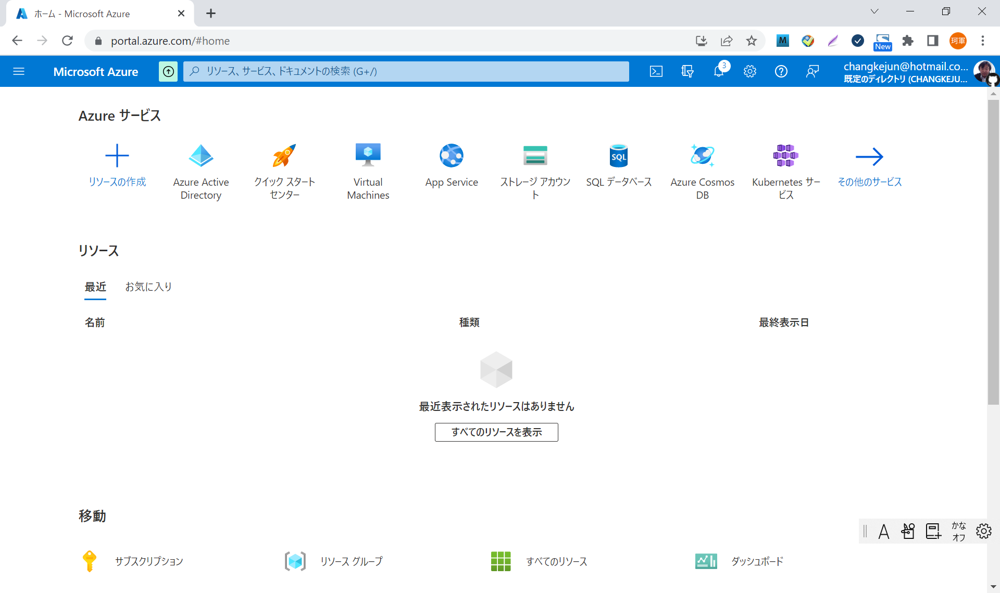 ホーム - Microsoft Azure
portal.azure.com/#home
M
New
珂軍
Microsoft Azure
リソース、サービス、ドキュメントの検索 (G+/)
3
changkejun@hotmail.co...
既定のディレクトリ (CHANGKEJU...
Azure サービス
リソースの作成
Azure Active
Directory
クイック スタート
センター
Virtual
Machines
App Service
ストレージ アカウン
ト
SQL
SQL データベース
Azure Cosmos
DB
Kubernetes サー
ビス
その他のサービス
リソース
最近
お気に入り
名前
種類
最終表示日
最近表示されたリソースはありません
すべてのリソースを表示
移動
A
かな
オフ
サブスクリプション
リソース グループ
すべてのリソース
ダッシュボード